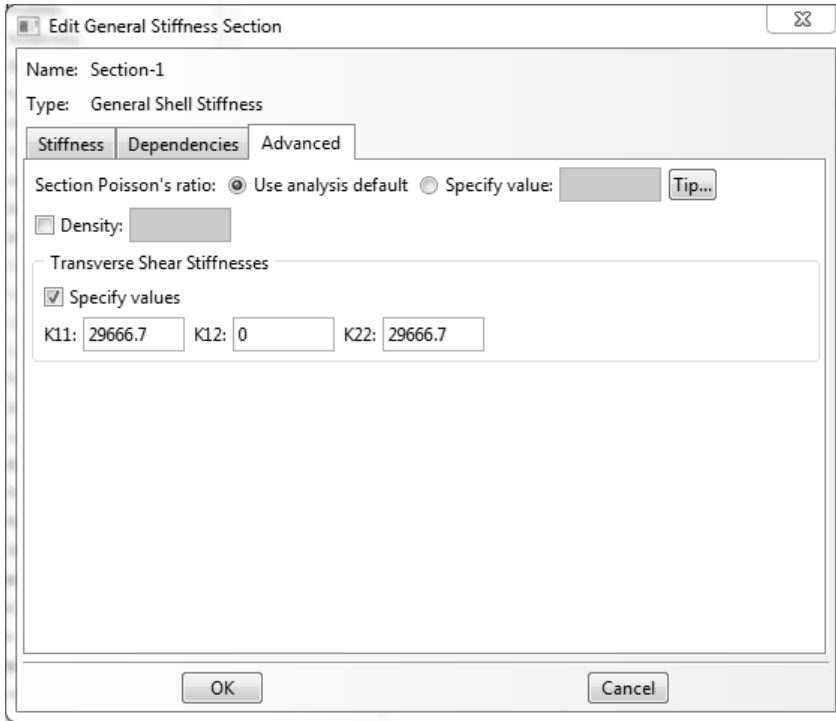 Edit General Stiffness Section
Name: Section-1
Type: General Shell Stiffness
Stiffness Dependencies Advanced
Section Poisson's ratio: Use analysis default Specify value: Tip...
Density:
Transverse Shear Stiffnesses
Specify values
K11: 29666.7 K12: 0 K22: 29666.7
OK Cancel